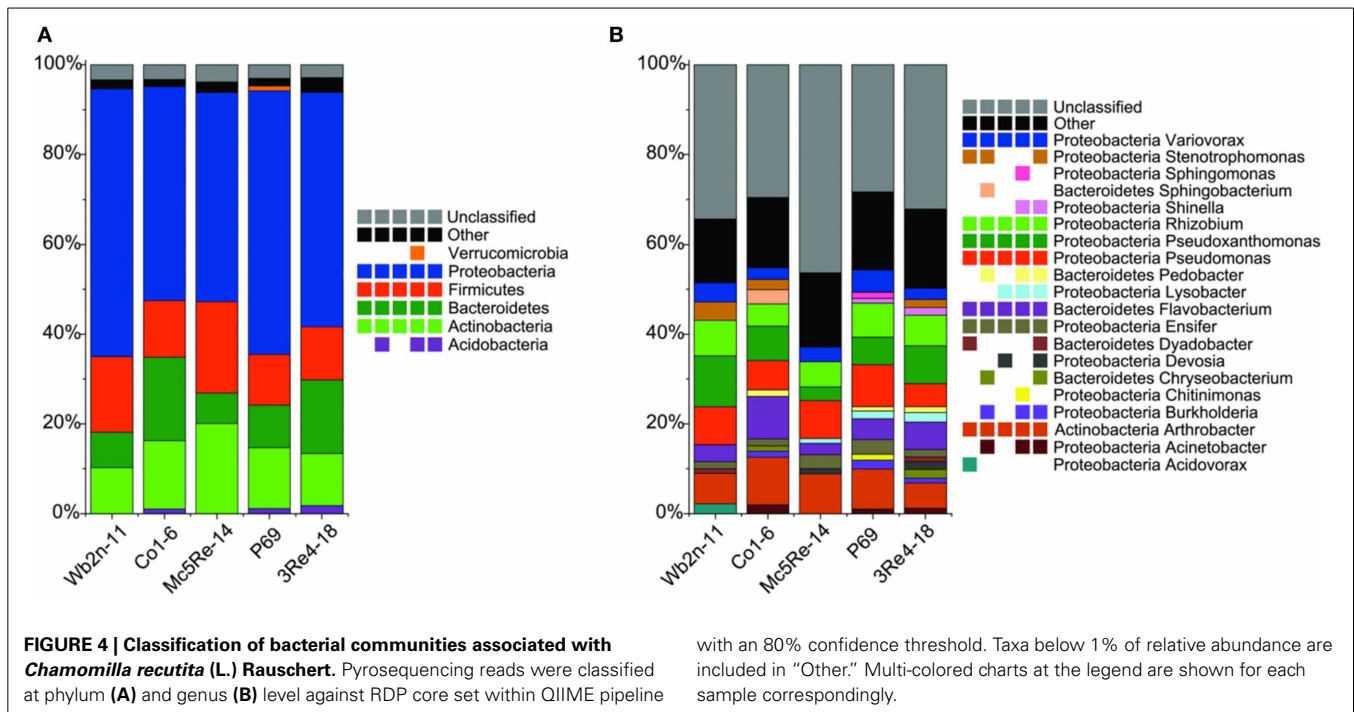 A
100%
80%
60%
40%
20%
0%
Wb2n-11
Co1-6
Mc5Re-14
P69
3Re4-18
Unclassified
Other
Verrucomicrobia
Proteobacteria
Firmicutes
Bacteroidetes
Actinobacteria
Acidobacteria
B
100%
80%
60%
40%
20%
0%
Wb2n-11
Co1-6
Mc5Re-14
P69
3Re4-18
Unclassified
Other
Proteobacteria Variovorax
Proteobacteria Stenotrophomonas
Proteobacteria Sphingomonas
Bacteroidetes Sphingobacterium
Proteobacteria Shinella
Proteobacteria Rhizobium
Proteobacteria Pseudoxanthomonas
Proteobacteria Pseudomonas
Bacteroidetes Pedobacter
Proteobacteria Lysobacter
Bacteroidetes Flavobacterium
Proteobacteria Ensifer
Bacteroidetes Dyadobacter
Proteobacteria Devosia
Bacteroidetes Chryseobacterium
Proteobacteria Chitinimonas
Proteobacteria Burkholderia
Actinobacteria Arthrobacter
Proteobacteria Acinetobacter
Proteobacteria Acidovorax
FIGURE 4 | Classification of bacterial communities associated with
Chamomilla recutita (L.) Rauschert. Pyrosequencing reads were classified
at phylum (A) and genus (B) level against RDP core set within QIIME pipeline
with an 80% confidence threshold. Taxa below 1% of relative abundance are
included in “Other.” Multi-colored charts at the legend are shown for each
sample correspondingly.